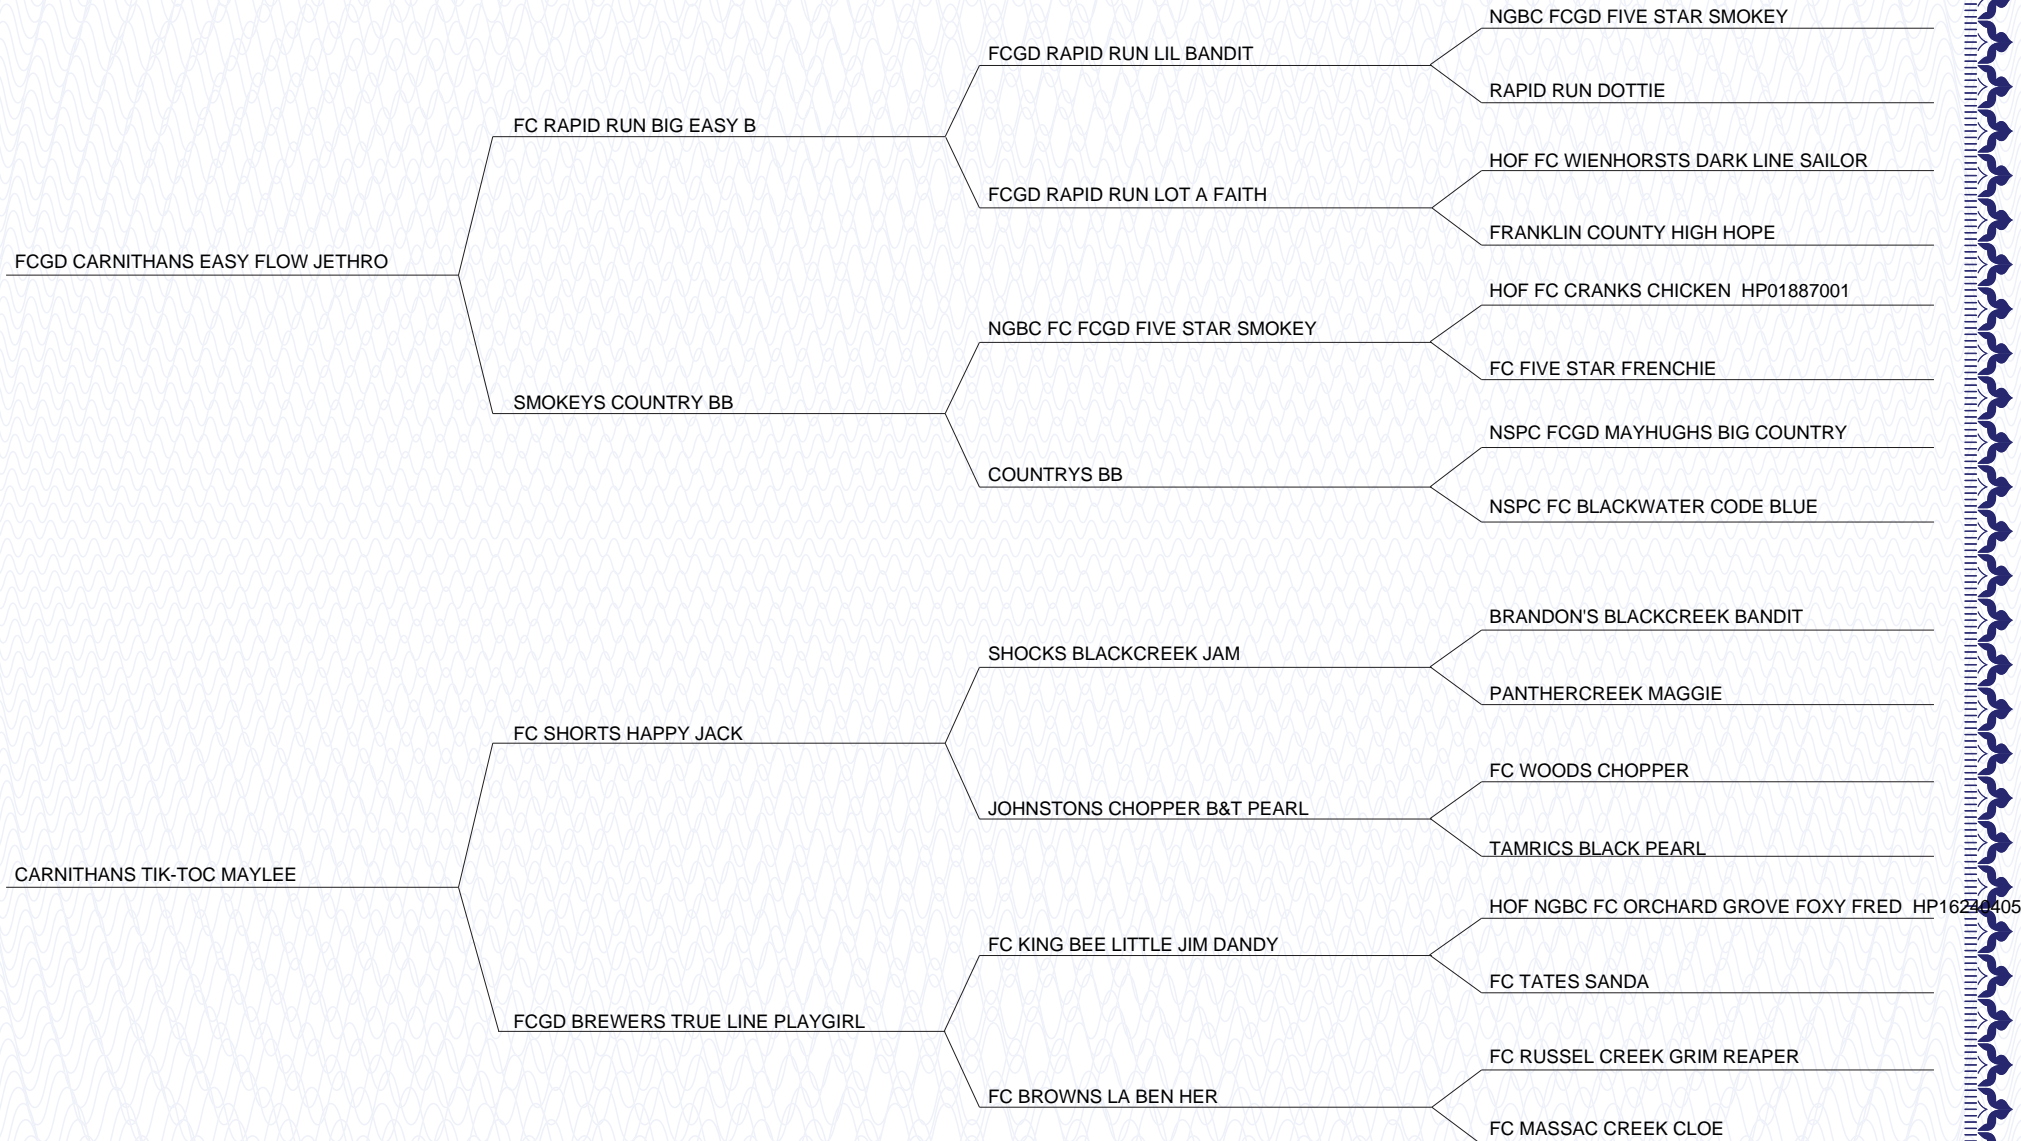 NGBC FCGD FIVE STAR SMOKEY
FCGD RAPID RUN LIL BANDIT
RAPID RUN DOTTIE
FC RAPID RUN BIG EASY B
HOF FC WIENHORSTS DARK LINE SAILOR
FCGD RAPID RUN LOT A FAITH
FRANKLIN COUNTY HIGH HOPE
FCGD CARNITHANS EASY FLOW JETHRO
HOF FC CRANKS CHICKEN HP01887001
NGBC FC FCGD FIVE STAR SMOKEY
FC FIVE STAR FRENCHIE
SMOKEYS COUNTRY BB
NSPC FCGD MAYHUGHS BIG COUNTRY
COUNTRYS BB
NSPC FC BLACKWATER CODE BLUE
BRANDON'S BLACKCREEK BANDIT
SHOCKS BLACKCREEK JAM
PANTHERCREEK MAGGIE
FC SHORTS HAPPY JACK
FC WOODS CHOPPER
JOHNSTONS CHOPPER B&T PEARL
TAMRICS BLACK PEARL
CARNITHANS TIK-TOC MAYLEE
HOF NGBC FC ORCHARD GROVE FOXY FRED HP16240405
FC KING BEE LITTLE JIM DANDY
FC TATES SANDA
FCGD BREWERS TRUE LINE PLAYGIRL
FC RUSSEL CREEK GRIM REAPER
FC BROWNS LA BEN HER
FC MASSAC CREEK CLOE